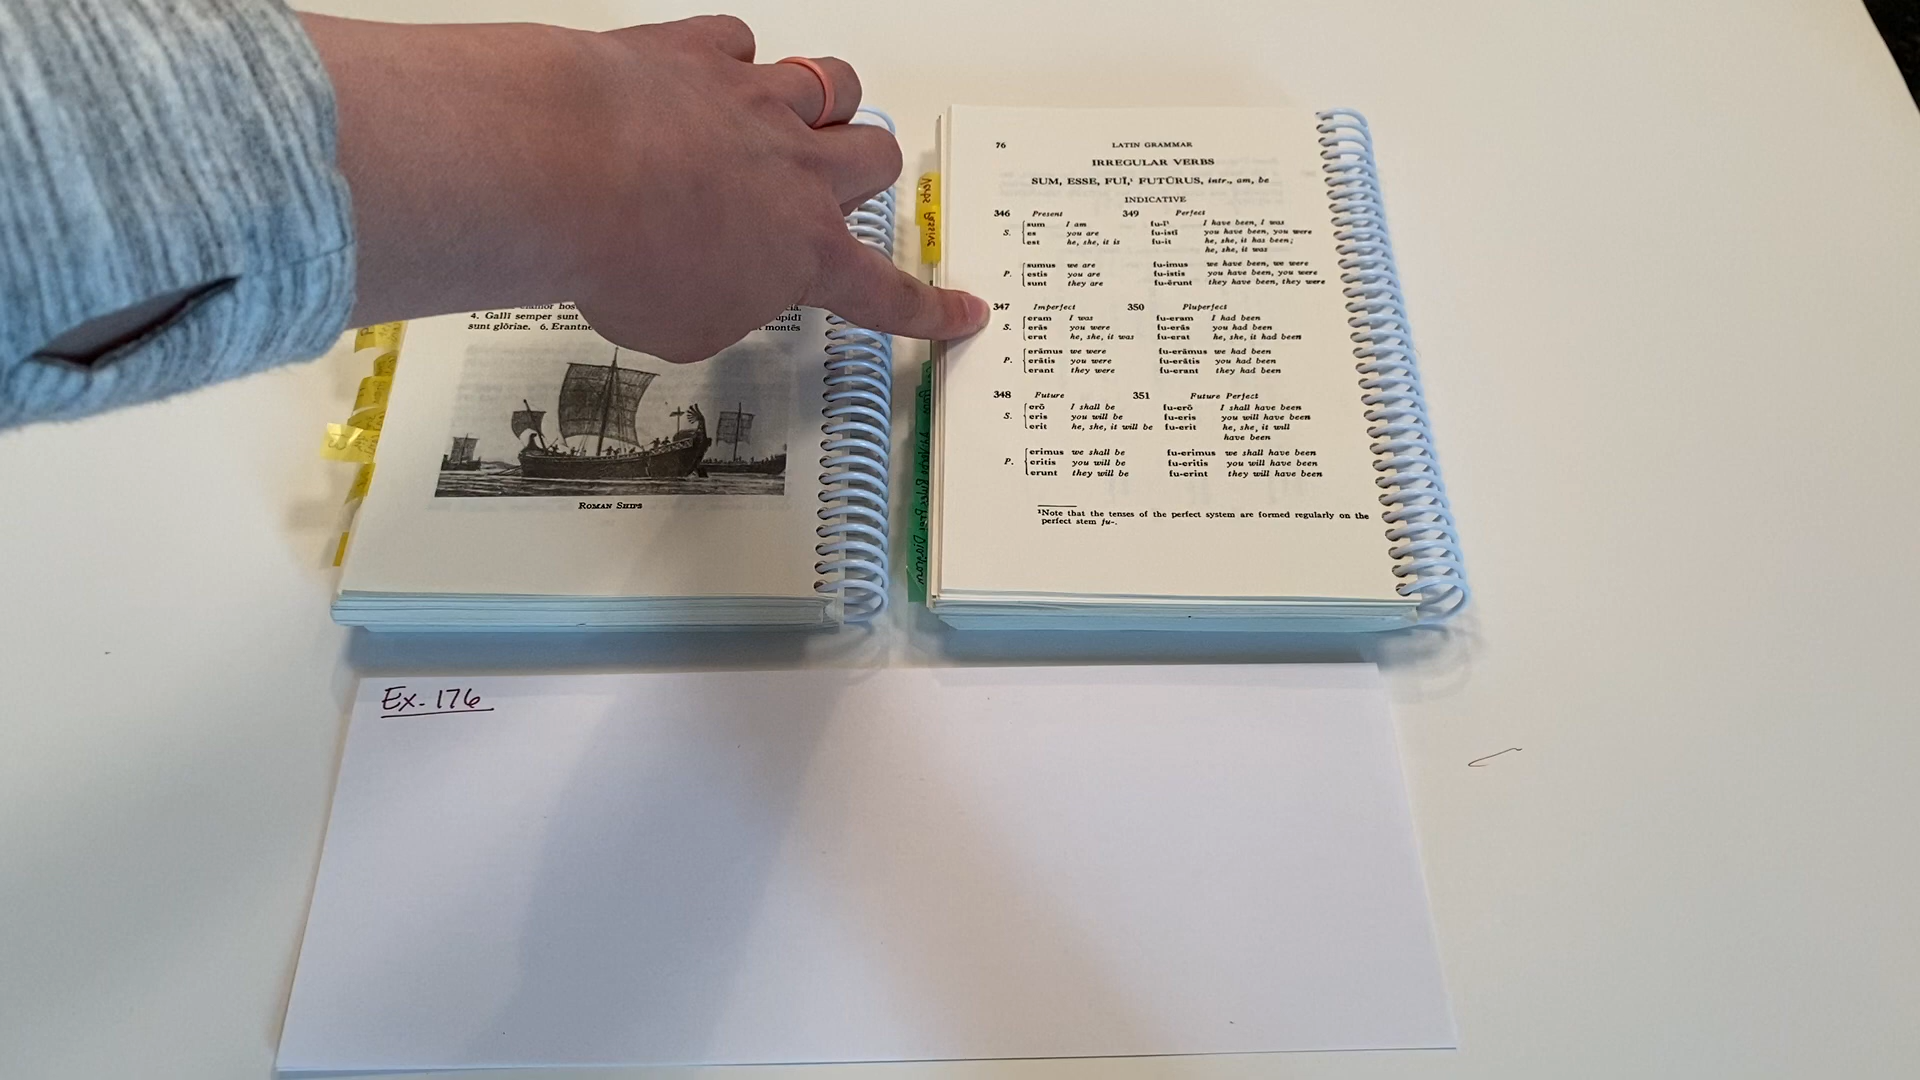 clamor hos
4. Gallī semper sunt
upidī
sunt glōriae. 6. Erantne
montēs
ROMAN SHIPS
76 LATIN GRAMMAR
IRREGULAR VERBS
SUM, ESSE, FUĪ,¹ FUTŪRUS, intr., am, be
INDICATIVE
346 Present 349 Perfect
sum I am fu-ī¹ I have been, I was
S. es you are fu-istī you have been, you were
est he, she, it is fu-it he, she, it has been;
he, she, it was
sumus we are fu-imus we have been, we were
P. estis you are fu-istis you have been, you were
sunt they are fu-ērunt they have been, they were
347 Imperfect 350 Pluperfect
eram I was fu-eram I had been
S. erās you were fu-erās you had been
erat he, she, it was fu-erat he, she, it had been
erāmus we were fu-erāmus we had been
P. erātis you were fu-erātis you had been
erant they were fu-erant they had been
348 Future 351 Future Perfect
erō I shall be fu-erō I shall have been
S. eris you will be fu-eris you will have been
erit he, she, it will be fu-erit he, she, it will
have been
erimus we shall be fu-erimus we shall have been
P. eritis you will be fu-eritis you will have been
erunt they will be fu-erint they will have been
¹Note that the tenses of the perfect system are formed regularly on the
perfect stem fu-.
Ex. 176